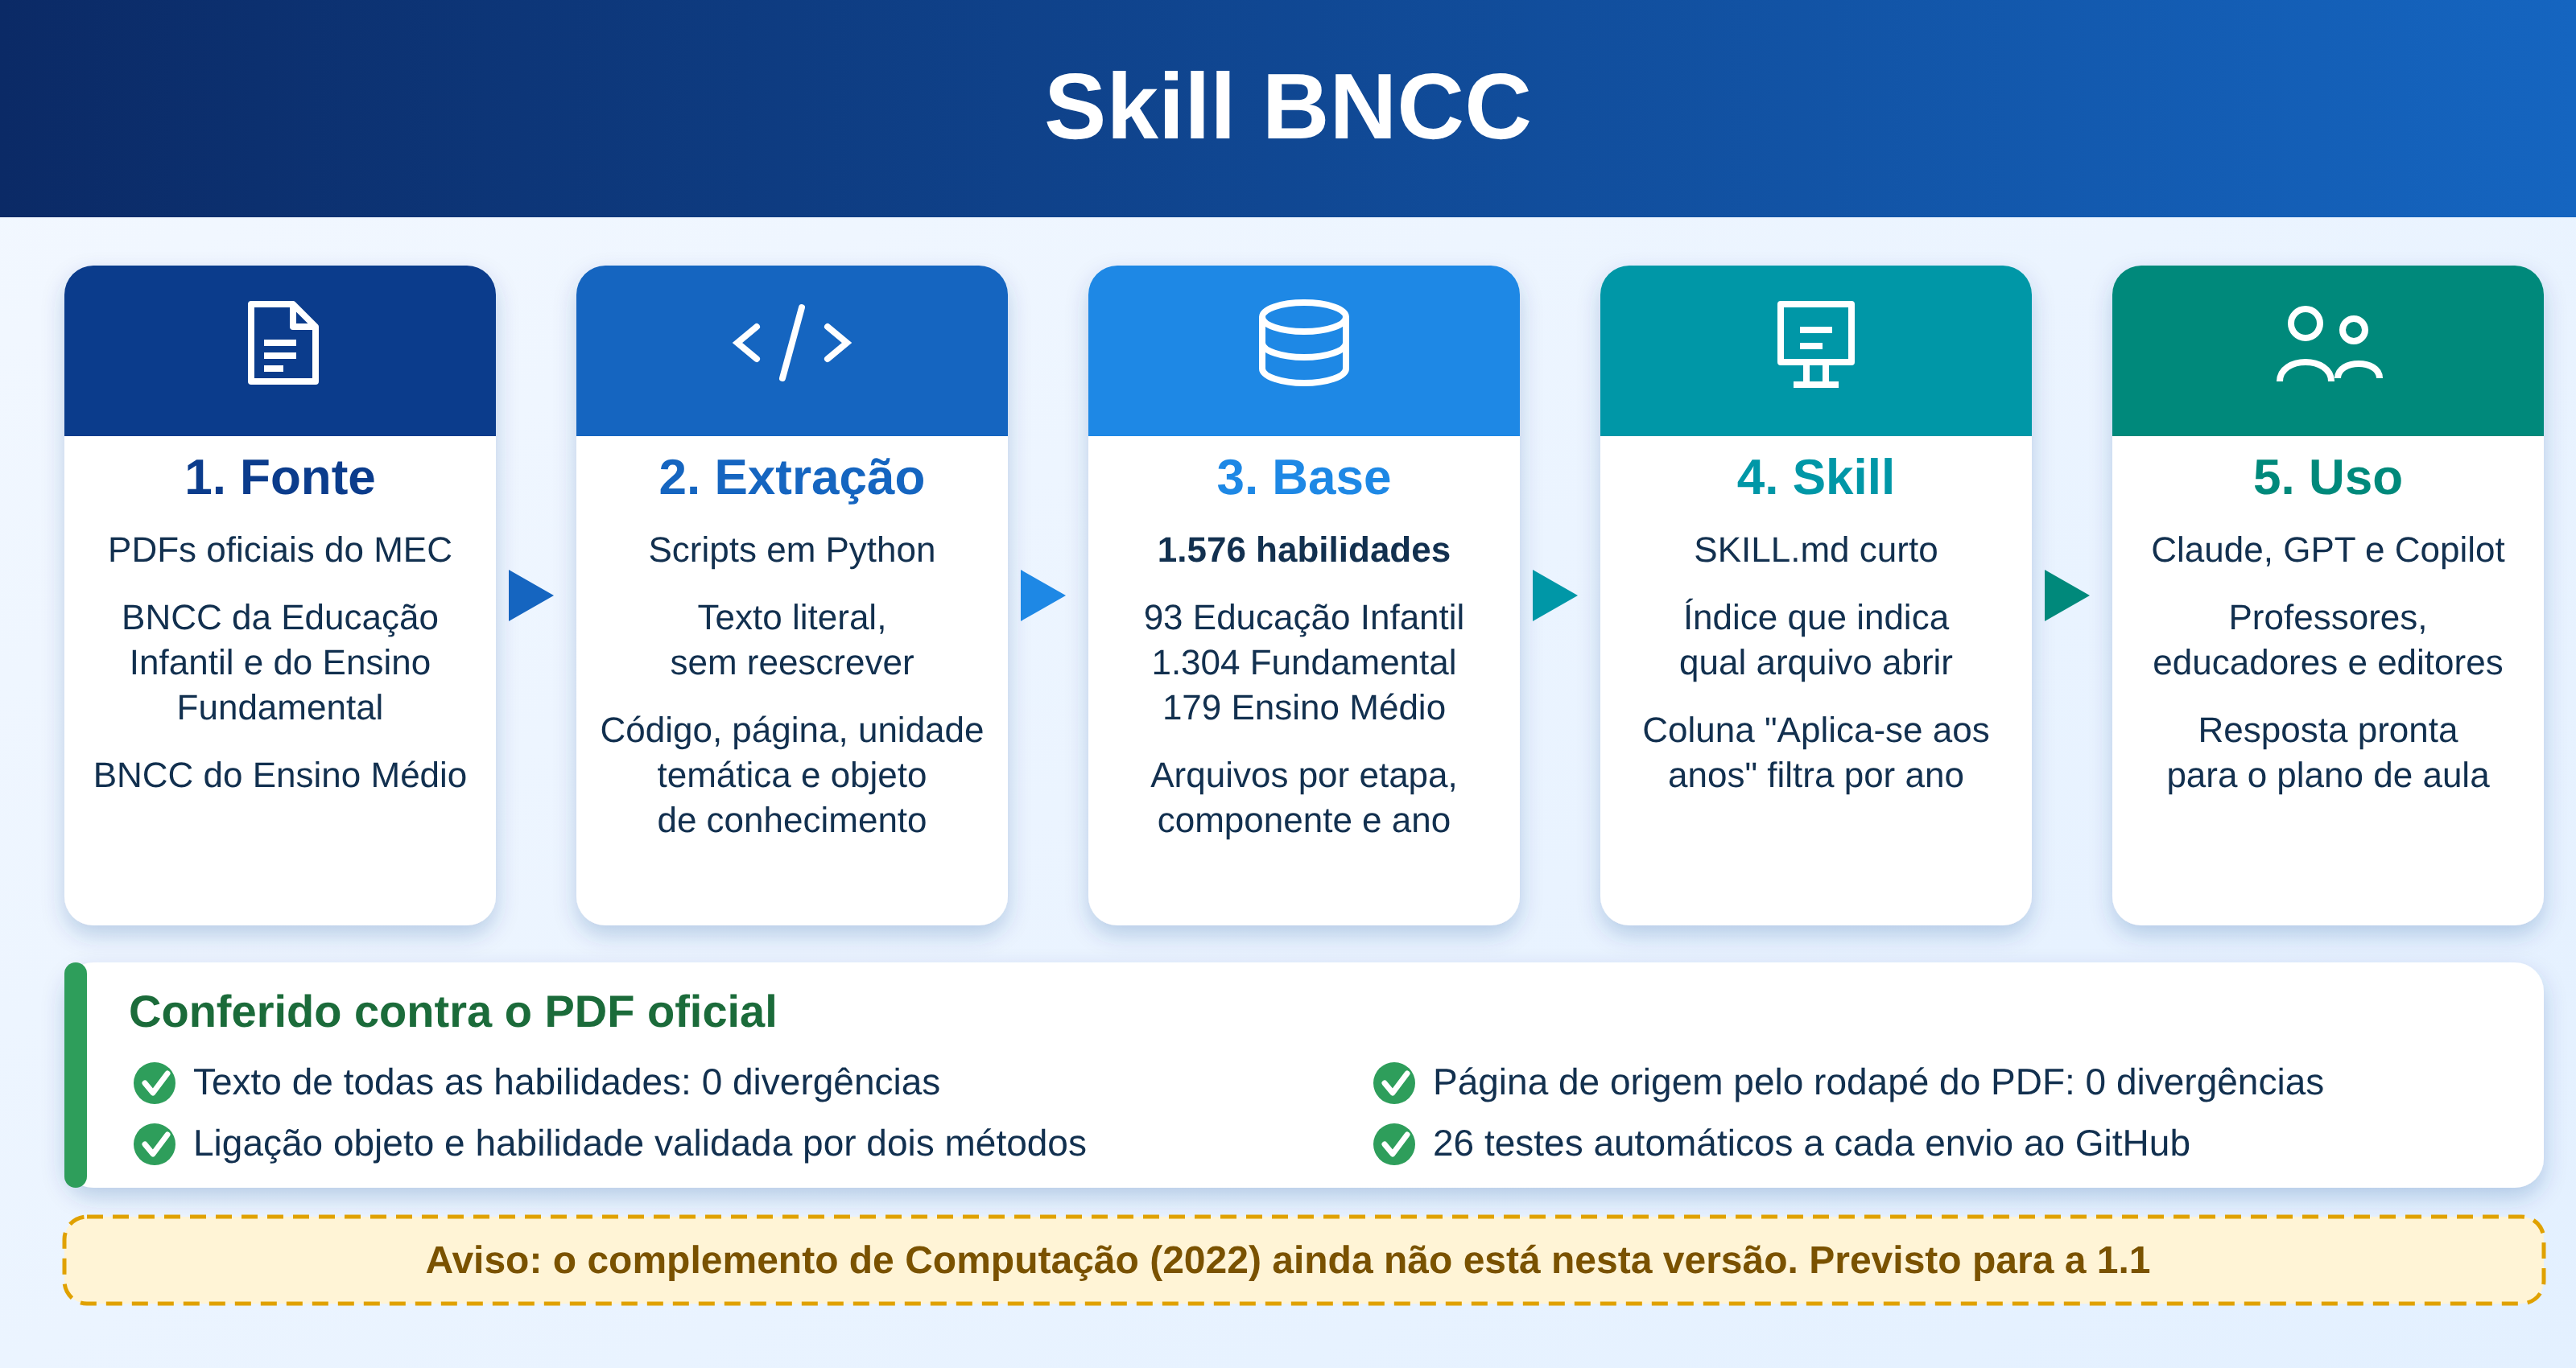 Skill BNCC
1. Fonte
PDFs oficiais do MEC
BNCC da Educação
Infantil e do Ensino
Fundamental
BNCC do Ensino Médio
2. Extração
Scripts em Python
Texto literal,
sem reescrever
Código, página, unidade
temática e objeto
de conhecimento
3. Base
1.576 habilidades
93 Educação Infantil
1.304 Fundamental
179 Ensino Médio
Arquivos por etapa,
componente e ano
4. Skill
SKILL.md curto
Índice que indica
qual arquivo abrir
Coluna "Aplica-se aos
anos" filtra por ano
5. Uso
Claude, GPT e Copilot
Professores,
educadores e editores
Resposta pronta
para o plano de aula
Conferido contra o PDF oficial
Texto de todas as habilidades: 0 divergências
Página de origem pelo rodapé do PDF: 0 divergências
Ligação objeto e habilidade validada por dois métodos
26 testes automáticos a cada envio ao GitHub
Aviso: o complemento de Computação (2022) ainda não está nesta versão. Previsto para a 1.1